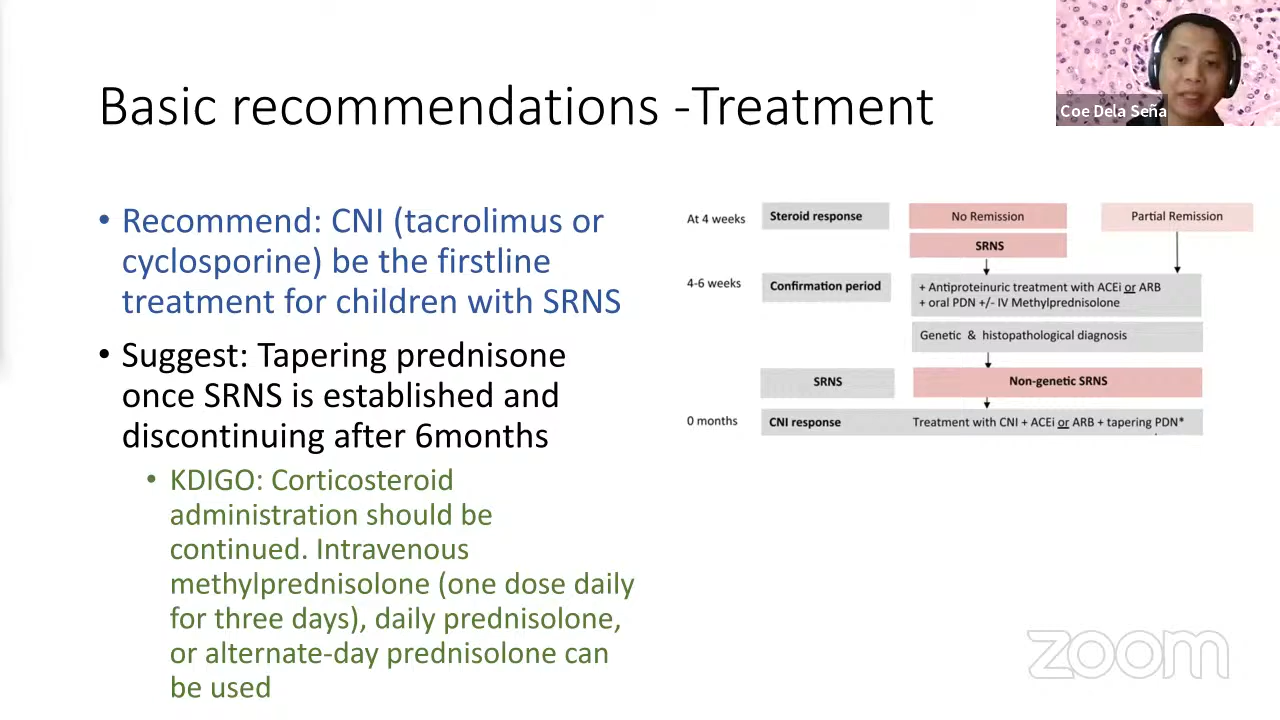 Basic recommendations -Treatment
Coe Dela Seña
• Recommend: CNI (tacrolimus or
cyclosporine) be the firstline
treatment for children with SRNS
• Suggest: Tapering prednisone
once SRNS is established and
discontinuing after 6months
• KDIGO: Corticosteroid
administration should be
continued. Intravenous
methylprednisolone (one dose daily
for three days), daily prednisolone,
or alternate-day prednisolone can
be used
At 4 weeks Steroid response No Remission Partial Remission
SRNS
4-6 weeks Confirmation period + Antiproteinuric treatment with ACEi or ARB
+ oral PDN +/- IV Methylprednisolone
Genetic & histopathological diagnosis
SRNS Non-genetic SRNS
0 months CNI response Treatment with CNI + ACEi or ARB + tapering PDN*
zoom